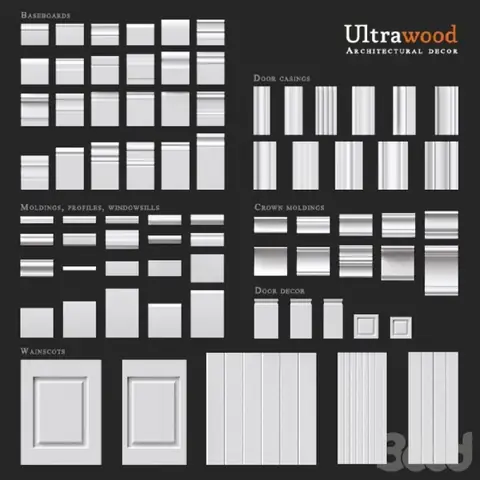 Baseboards
Ultrawood
Architectural decor
Door casings
Moldings, profiles, windowsills
Crown moldings
Door decor
Wainscots